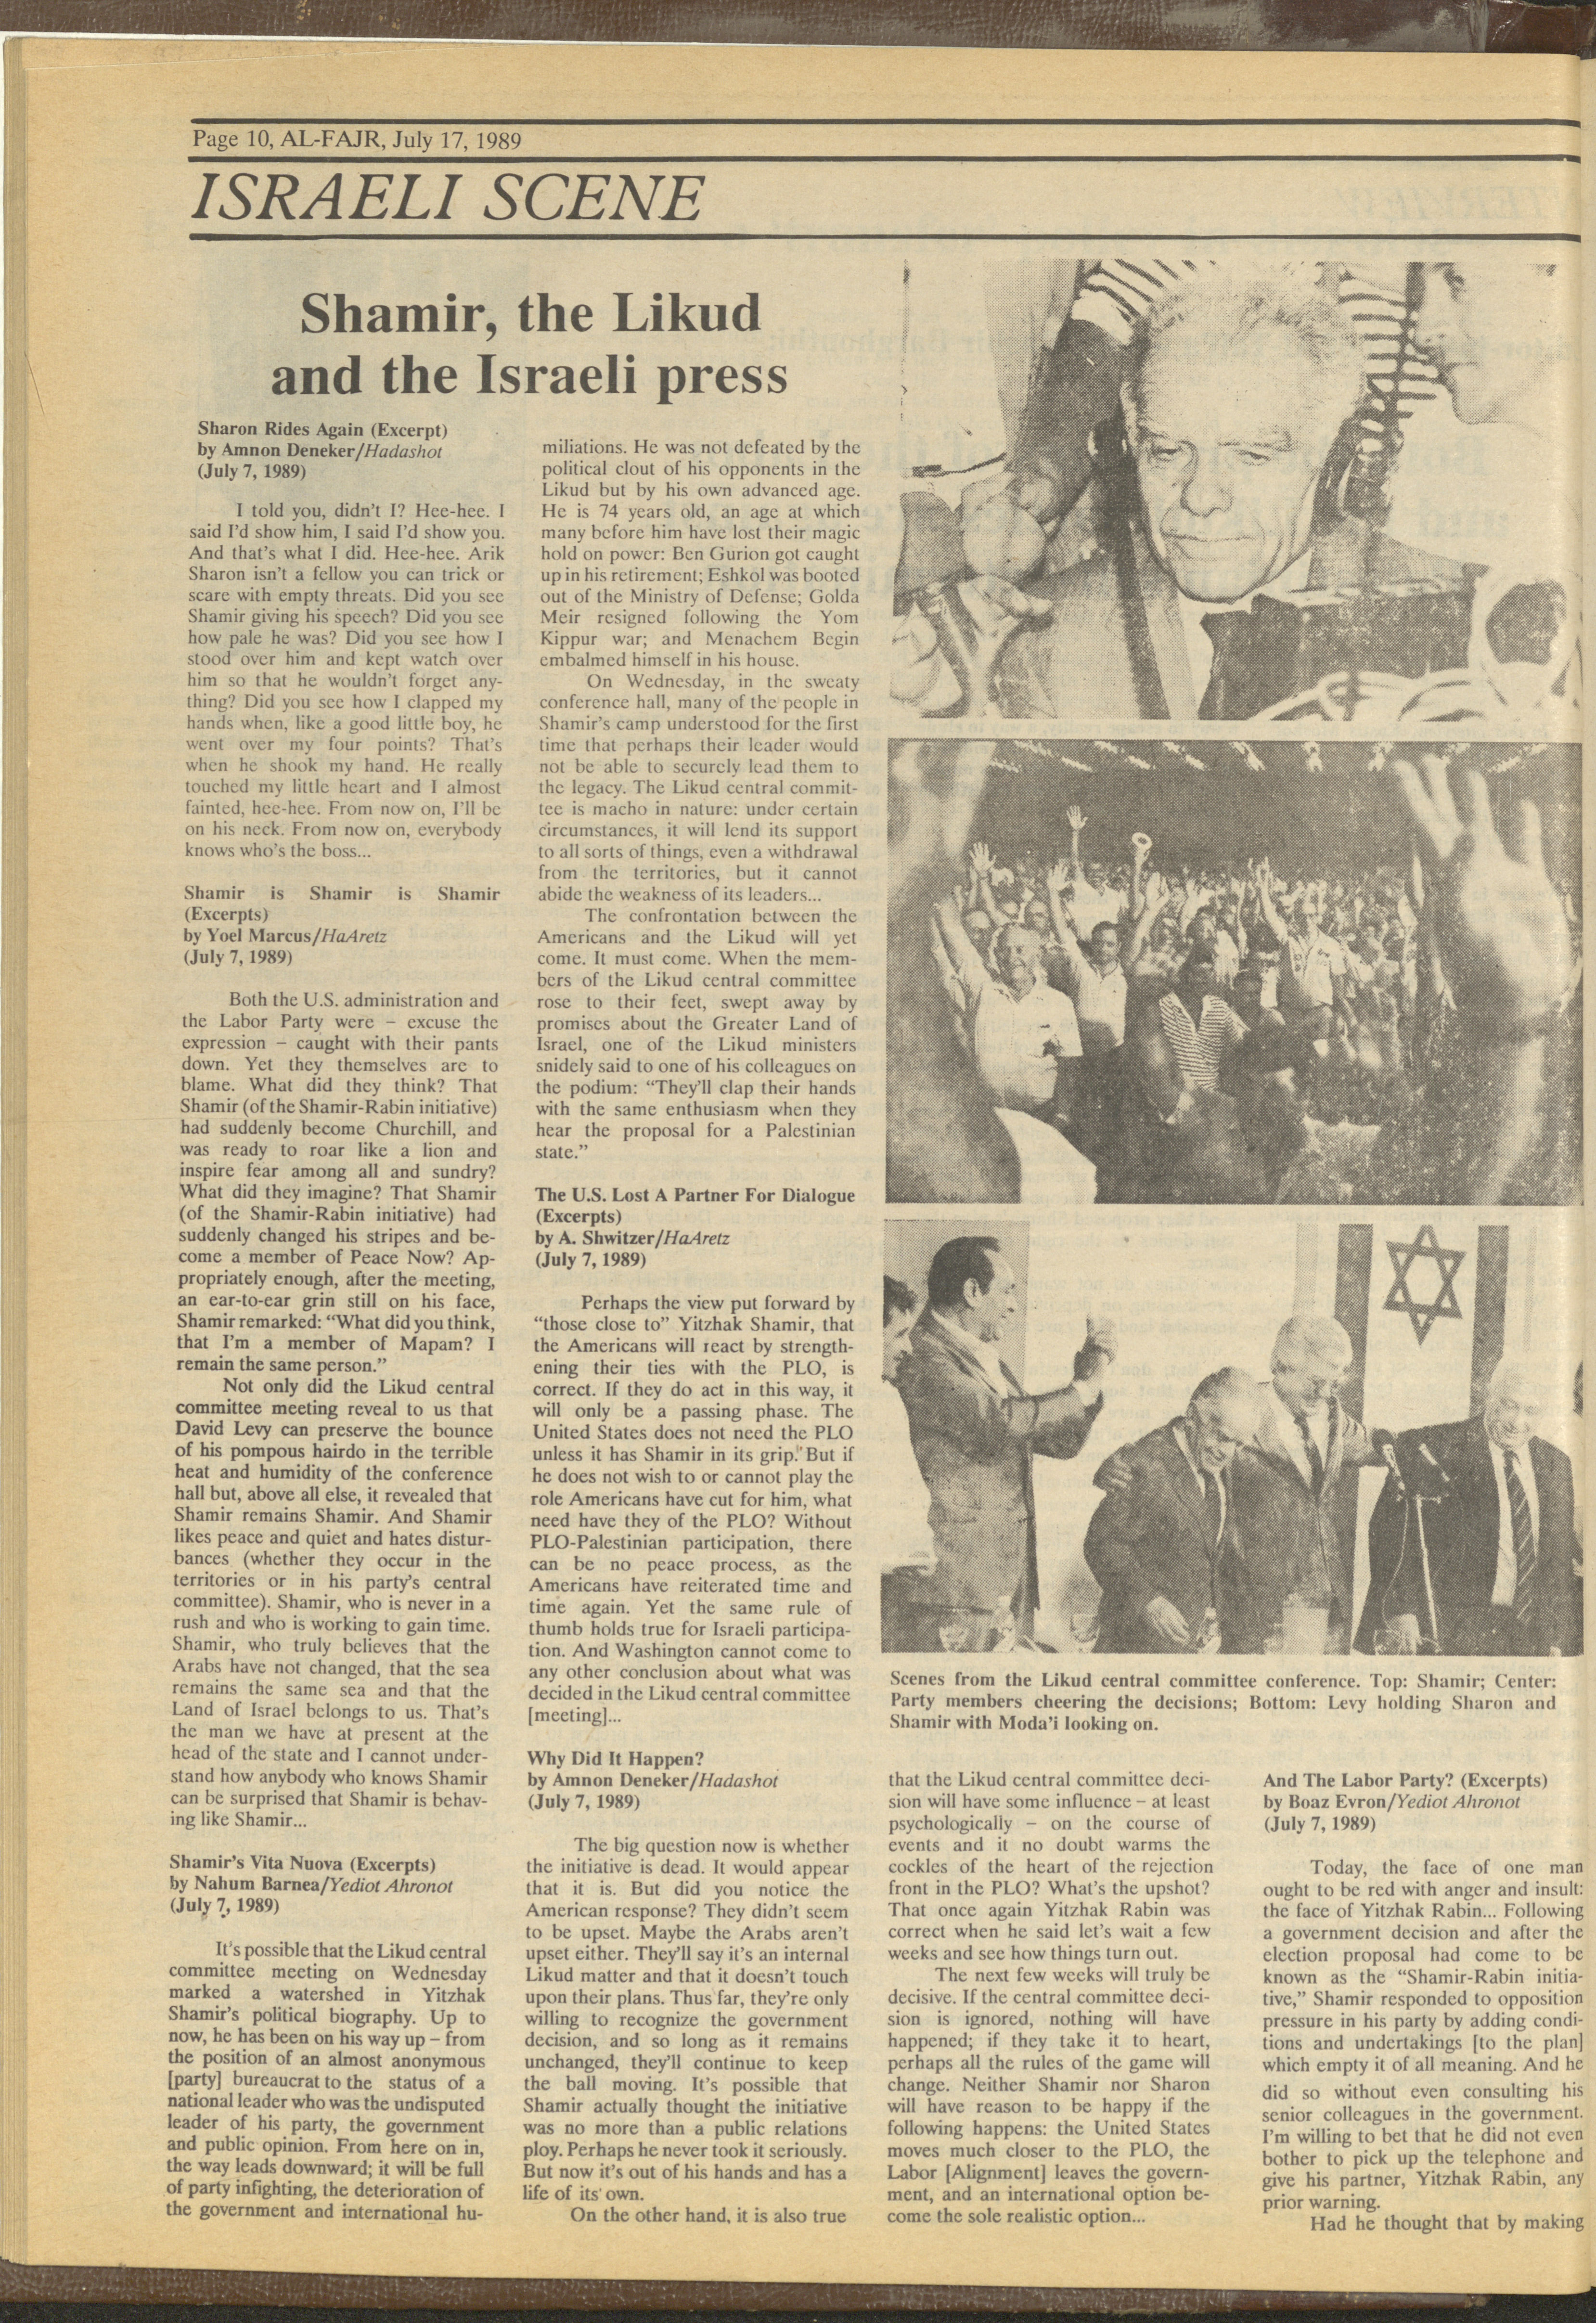 Page 10, AL-FAJR, July 17, 1989
ISRAELI SCENE
Shamir, the Likud
and the Israeli press
Sharon Rides Again (Excerpt)
by Amnon Deneker/Hadashot
(July 7, 1989)
I told you, didn't I? Hee-hee. I
said I'd show him, I said I'd show you.
And that's what I did. Hee-hee. Arik
Sharon isn't a fellow you can trick or
scare with empty threats. Did you see
Shamir giving his speech? Did you see
how pale he was? Did you see how I
stood over him and kept watch over
him so that he wouldn't forget any-
thing? Did you see how I clapped my
hands when, like a good little boy, he
went over my four points? That's
when he shook my hand. He really
touched my little heart and I almost
fainted, hee-hee. From now on, I'll be
on his neck. From now on, everybody
knows who's the boss...
Shamir is Shamir is Shamir
(Excerpts)
by Yoel Marcus/HaAretz
(July 7, 1989)
Both the U.S. administration and
the Labor Party were – excuse the
expression – caught with their pants
down. Yet they themselves are to
blame. What did they think? That
Shamir (of the Shamir-Rabin initiative)
had suddenly become Churchill, and
was ready to roar like a lion and
inspire fear among all and sundry?
What did they imagine? That Shamir
(of the Shamir-Rabin initiative) had
suddenly changed his stripes and be-
come a member of Peace Now? Ap-
propriately enough, after the meeting,
an ear-to-ear grin still on his face,
Shamir remarked: "What did you think,
that I'm a member of Mapam? I
remain the same person."
Not only did the Likud central
committee meeting reveal to us that
David Levy can preserve the bounce
of his pompous hairdo in the terrible
heat and humidity of the conference
hall but, above all else, it revealed that
Shamir remains Shamir. And Shamir
likes peace and quiet and hates distur-
bances (whether they occur in the
territories or in his party's central
committee). Shamir, who is never in a
rush and who is working to gain time.
Shamir, who truly believes that the
Arabs have not changed, that the sea
remains the same sea and that the
Land of Israel belongs to us. That's
the man we have at present at the
head of the state and I cannot under-
stand how anybody who knows Shamir
can be surprised that Shamir is behav-
ing like Shamir...
Shamir's Vita Nuova (Excerpts)
by Nahum Barnea/Yediot Ahronot
(July 7, 1989)
It's possible that the Likud central
committee meeting on Wednesday
marked a watershed in Yitzhak
Shamir's political biography. Up to
now, he has been on his way up – from
the position of an almost anonymous
[party] bureaucrat to the status of a
national leader who was the undisputed
leader of his party, the government
and public opinion. From here on in,
the way leads downward; it will be full
of party infighting, the deterioration of
the government and international hu-
miliations. He was not defeated by the
political clout of his opponents in the
Likud but by his own advanced age.
He is 74 years old, an age at which
many before him have lost their magic
hold on power: Ben Gurion got caught
up in his retirement; Eshkol was booted
out of the Ministry of Defense; Golda
Meir resigned following the Yom
Kippur war; and Menachem Begin
embalmed himself in his house.
On Wednesday, in the sweaty
conference hall, many of the people in
Shamir's camp understood for the first
time that perhaps their leader would
not be able to securely lead them to
the legacy. The Likud central commit-
tee is macho in nature: under certain
circumstances, it will lend its support
to all sorts of things, even a withdrawal
from the territories, but it cannot
abide the weakness of its leaders...
The confrontation between the
Americans and the Likud will yet
come. It must come. When the mem-
bers of the Likud central committee
rose to their feet, swept away by
promises about the Greater Land of
Israel, one of the Likud ministers
snidely said to one of his colleagues on
the podium: "They'll clap their hands
with the same enthusiasm when they
hear the proposal for a Palestinian
state."
The U.S. Lost A Partner For Dialogue
(Excerpts)
by A. Shwitzer/HaAretz
(July 7, 1989)
Perhaps the view put forward by
"those close to" Yitzhak Shamir, that
the Americans will react by strength-
ening their ties with the PLO, is
correct. If they do act in this way, it
will only be a passing phase. The
United States does not need the PLO
unless it has Shamir in its grip. But if
he does not wish to or cannot play the
role Americans have cut for him, what
need have they of the PLO? Without
PLO-Palestinian participation, there
can be no peace process, as the
Americans have reiterated time and
time again. Yet the same rule of
thumb holds true for Israeli participa-
tion. And Washington cannot come to
any other conclusion about what was
decided in the Likud central committee
[meeting]...
Why Did It Happen?
by Amnon Deneker/Hadashot
(July 7, 1989)
The big question now is whether
the initiative is dead. It would appear
that it is. But did you notice the
American response? They didn't seem
to be upset. Maybe the Arabs aren't
upset either. They'll say it's an internal
Likud matter and that it doesn't touch
upon their plans. Thus far, they're only
willing to recognize the government
decision, and so long as it remains
unchanged, they'll continue to keep
the ball moving. It's possible that
Shamir actually thought the initiative
was no more than a public relations
ploy. Perhaps he never took it seriously.
But now it's out of his hands and has a
life of its' own.
On the other hand, it is also true
Scenes from the Likud central committee conference. Top: Shamir; Center:
Party members cheering the decisions; Bottom: Levy holding Sharon and
Shamir with Moda'i looking on.
that the Likud central committee deci-
sion will have some influence – at least
psychologically – on the course of
events and it no doubt warms the
cockles of the heart of the rejection
front in the PLO? What's the upshot?
That once again Yitzhak Rabin was
correct when he said let's wait a few
weeks and see how things turn out.
The next few weeks will truly be
decisive. If the central committee deci-
sion is ignored, nothing will have
happened; if they take it to heart,
perhaps all the rules of the game will
change. Neither Shamir nor Sharon
will have reason to be happy if the
following happens: the United States
moves much closer to the PLO, the
Labor [Alignment] leaves the govern-
ment, and an international option be-
come the sole realistic option...
And The Labor Party? (Excerpts)
by Boaz Evron/Yediot Ahronot
(July 7, 1989)
Today, the face of one man
ought to be red with anger and insult:
the face of Yitzhak Rabin... Following
a government decision and after the
election proposal had come to be
known as the "Shamir-Rabin initia-
tive," Shamir responded to opposition
pressure in his party by adding condi-
tions and undertakings [to the plan]
which empty it of all meaning. And he
did so without even consulting his
senior colleagues in the government.
I'm willing to bet that he did not even
bother to pick up the telephone and
give his partner, Yitzhak Rabin, any
prior warning.
Had he thought that by making